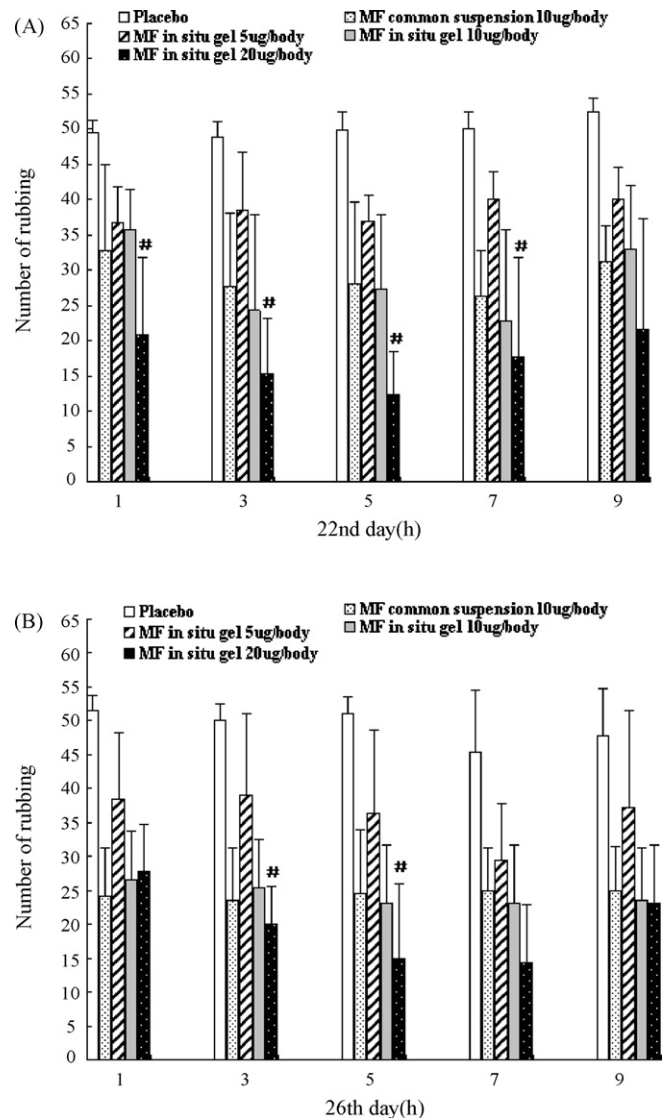 (A)
65
60
55
50
45
40
35
30
25
20
15
10
5
0
Number of rubbing
Placebo
MF common suspension 10ug/body
MF in situ gel 5ug/body
MF in situ gel 10ug/body
MF in situ gel 20ug/body
#
#
#
#
1 3 5 7 9
22nd day(h)
(B)
65
60
55
50
45
40
35
30
25
20
15
10
5
0
Number of rubbing
Placebo
MF common suspension 10ug/body
MF in situ gel 5ug/body
MF in situ gel 10ug/body
MF in situ gel 20ug/body
#
#
1 3 5 7 9
26th day(h)